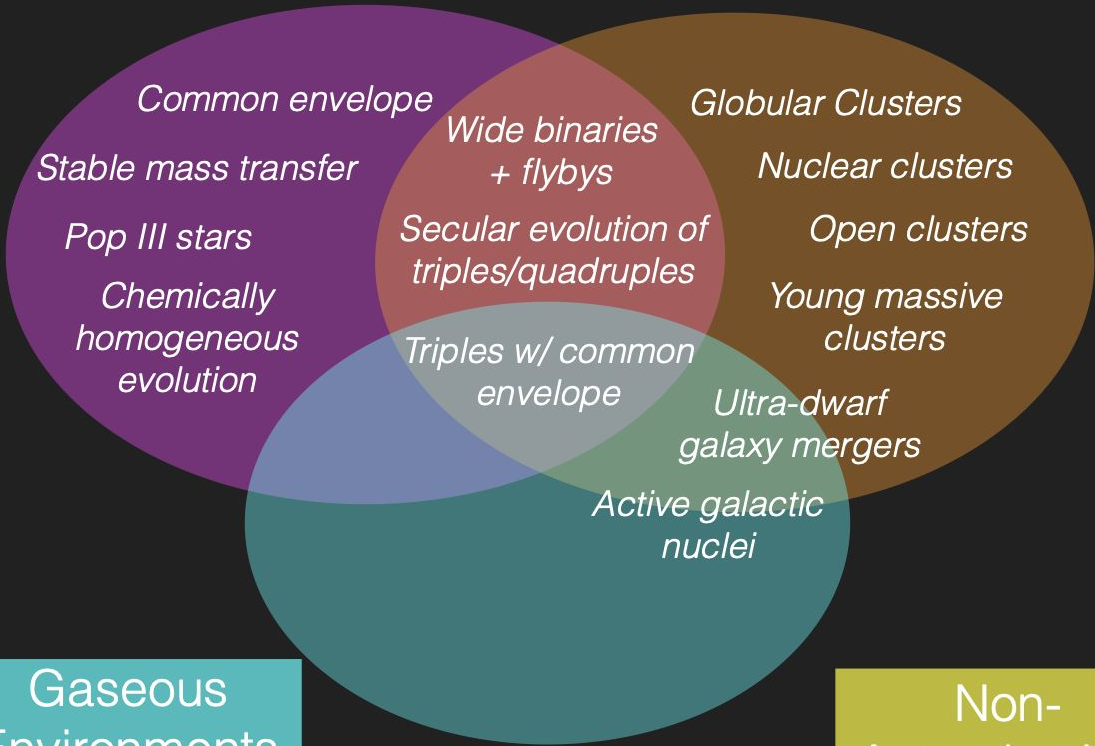 Common envelope
Stable mass transfer
Pop III stars
Chemically
homogeneous
evolution
Wide binaries
+ flybys
Secular evolution of
triples/quadruples
Triples w/ common
envelope
Globular Clusters
Nuclear clusters
Open clusters
Young massive
clusters
Ultra-dwarf
galaxy mergers
Active galactic
nuclei
Gaseous
Environments
Non-